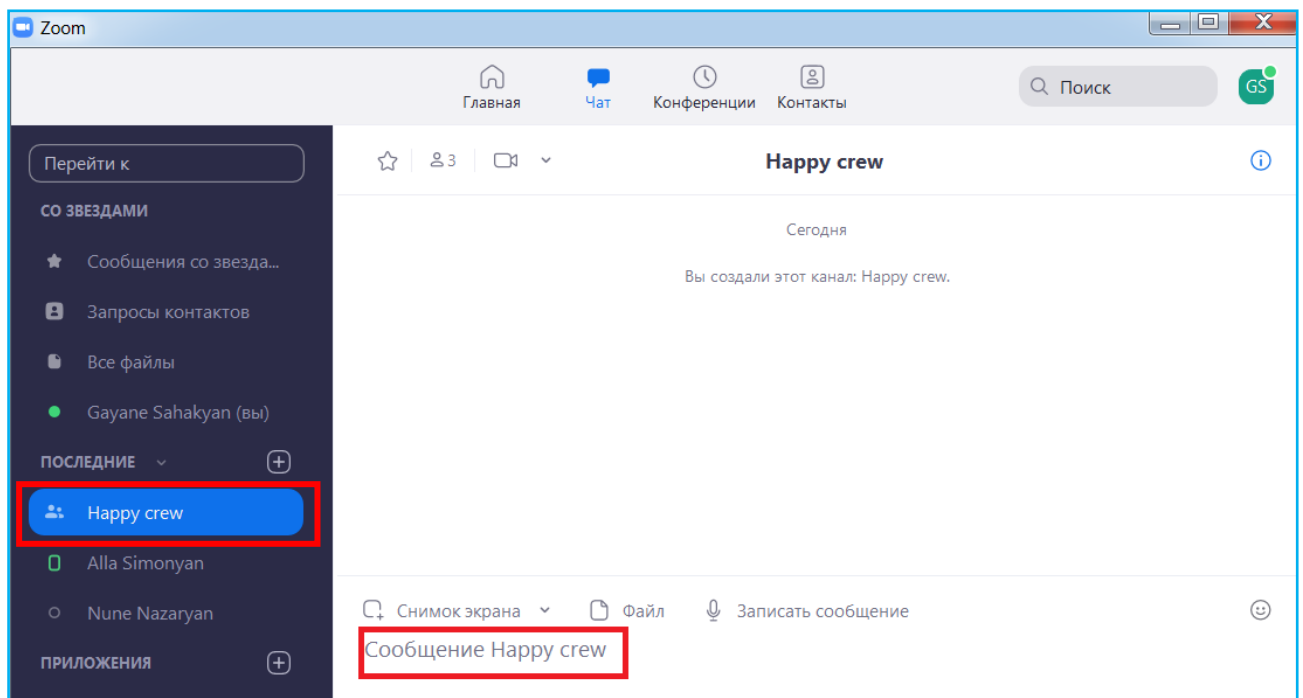 Zoom
Главная
Чат
Конференции
Контакты
Поиск
GS
Перейти к
СО ЗВЕЗДАМИ
Сообщения со звезда...
Запросы контактов
Все файлы
Gayane Sahakyan (вы)
ПОСЛЕДНИЕ
Happy crew
Alla Simonyan
Nune Nazaryan
ПРИЛОЖЕНИЯ
3
Happy crew
Сегодня
Вы создали этот канал: Happy crew.
Снимок экрана
Файл
Записать сообщение
Сообщение Happy crew